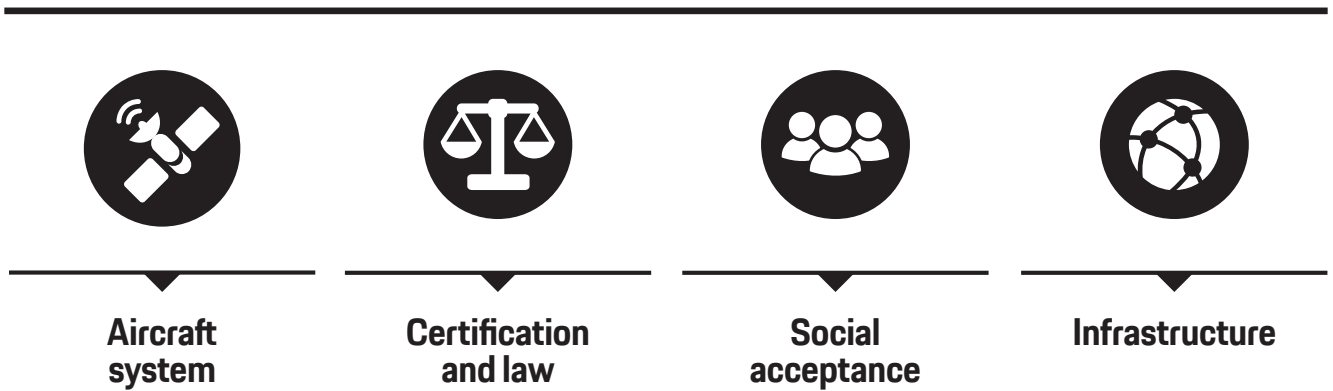 Aircraft
system
Certification
and law
Social
acceptance
Infrastructure